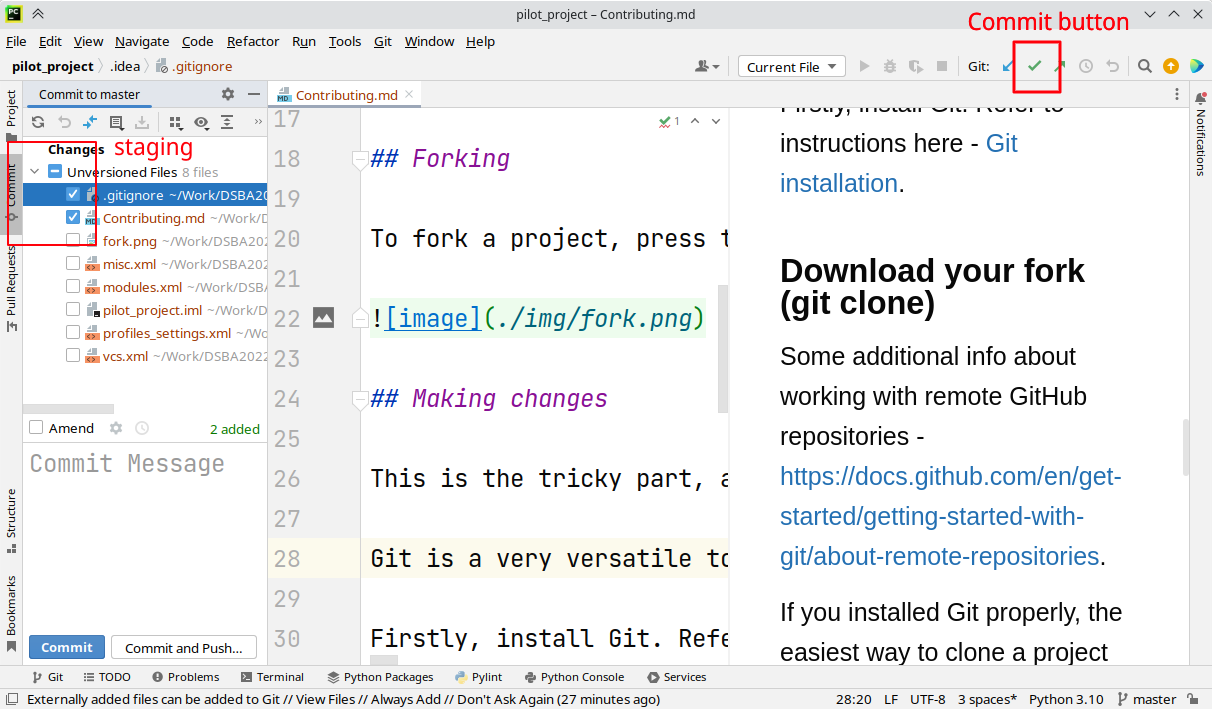 PC
pilot_project – Contributing.md
Commit button
File Edit View Navigate Code Refactor Run Tools Git Window Help
pilot_project .idea .gitignore
Current File
Git:
Project
Commit
Pull Requests
Structure
Bookmarks
Commit to master
Changes staging
Unversioned Files 8 files
.gitignore ~/Work/DSBA20
Contributing.md ~/Work/D
fork.png ~/Work/DSBA202
misc.xml ~/Work/DSBA202
modules.xml ~/Work/DSB
pilot_project.iml ~/Work/D
profiles_settings.xml ~/Wo
vcs.xml ~/Work/DSBA2022
Amend 2 added
Commit Message
Commit Commit and Push...
Contributing.md
1
17
18 ## Forking
19
20 To fork a project, press t
21
22 ![image](./img/fork.png)
23
24 ## Making changes
25
26 This is the tricky part, a
27
28 Git is a very versatile to
29
30 Firstly, install Git. Refe
Firstly, install Git. Refer to
instructions here - Git
installation.
Download your fork
(git clone)
Some additional info about
working with remote GitHub
repositories -
https://docs.github.com/en/get-
started/getting-started-with-
git/about-remote-repositories.
If you installed Git properly, the
easiest way to clone a project
Notifications
Git TODO Problems Terminal Python Packages Pylint Python Console Services
Externally added files can be added to Git // View Files // Always Add // Don't Ask Again (27 minutes ago) 28:20 LF UTF-8 3 spaces* Python 3.10 master